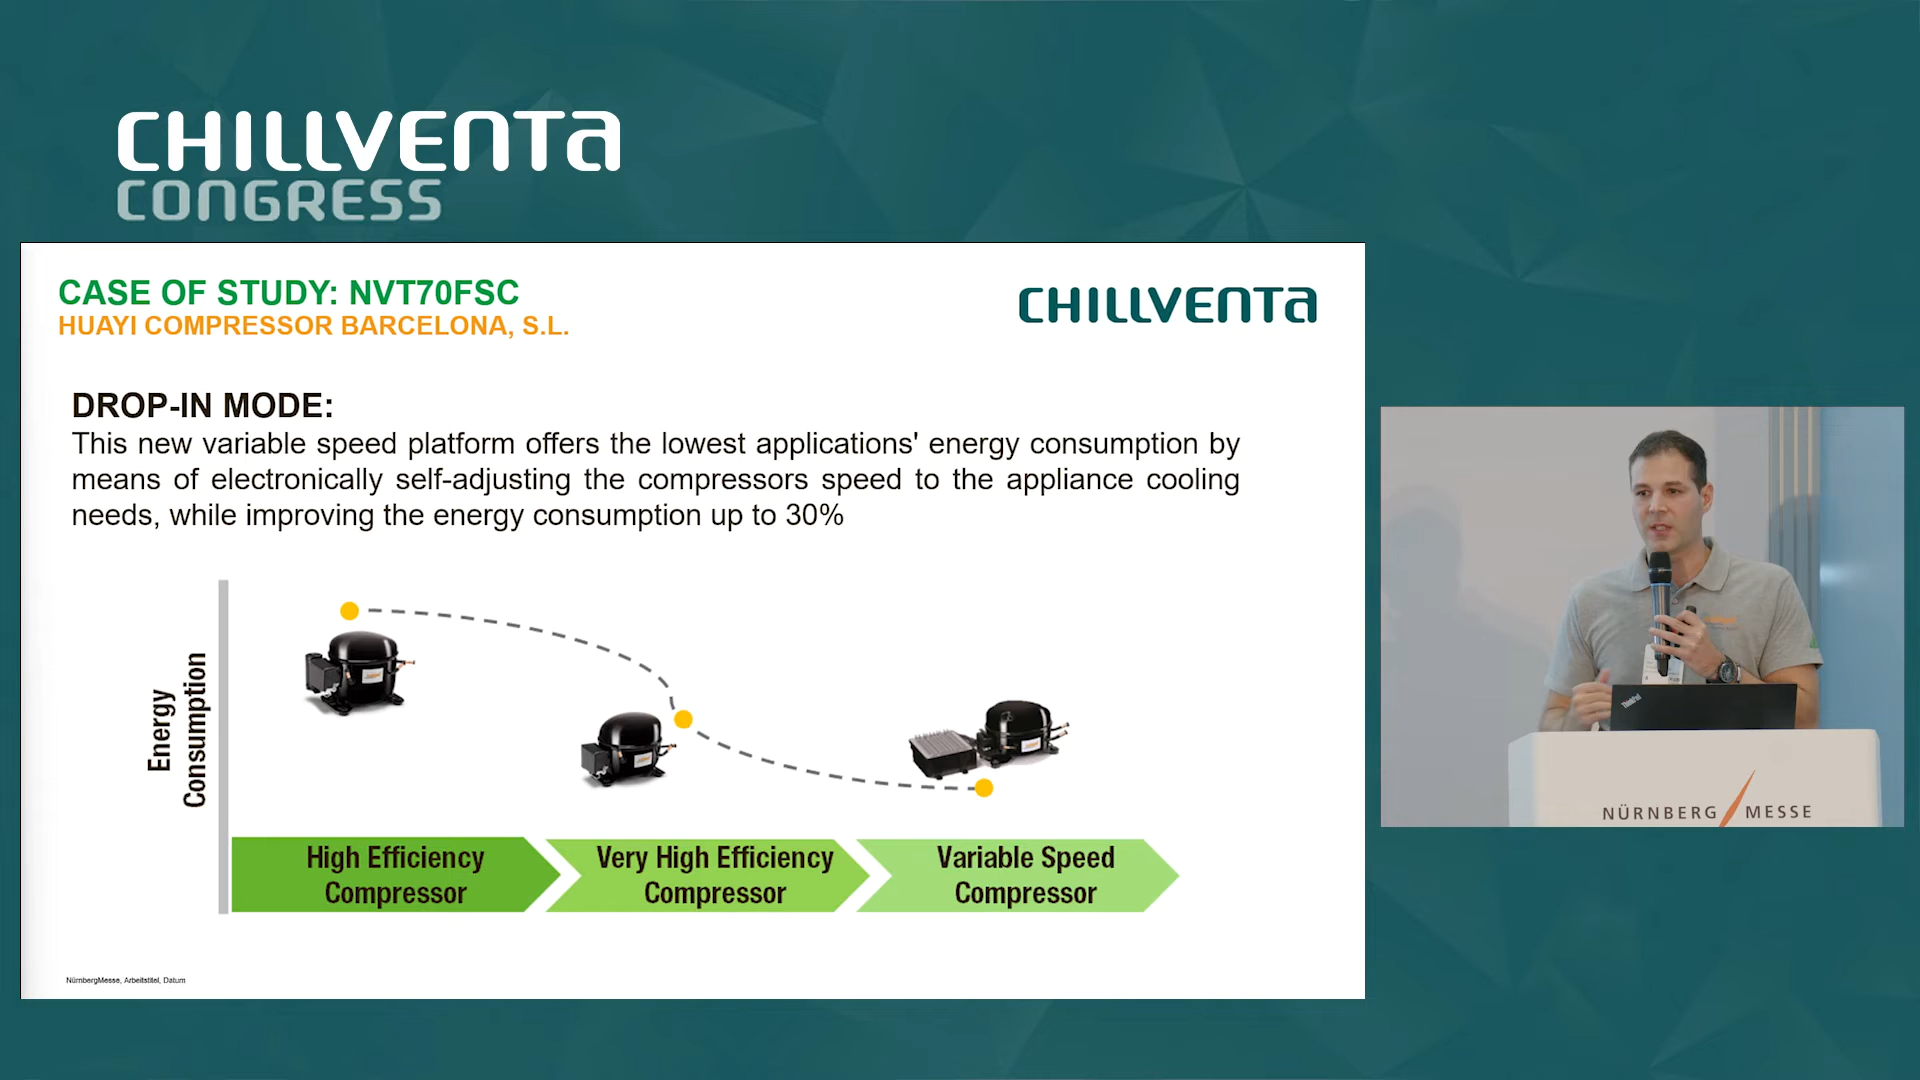 CHILLVENTA
CONGRESS
CASE OF STUDY: NVT70FSC
HUAYI COMPRESSOR BARCELONA, S.L.
CHILLVENTA
DROP-IN MODE:
This new variable speed platform offers the lowest applications' energy consumption by
means of electronically self-adjusting the compressors speed to the appliance cooling
needs, while improving the energy consumption up to 30%
Energy
Consumption
High Efficiency
Compressor
Very High Efficiency
Compressor
Variable Speed
Compressor
NürnbergMesse, Arbeitstitel, Datum
ThinkPad
NÜRNBERG MESSE